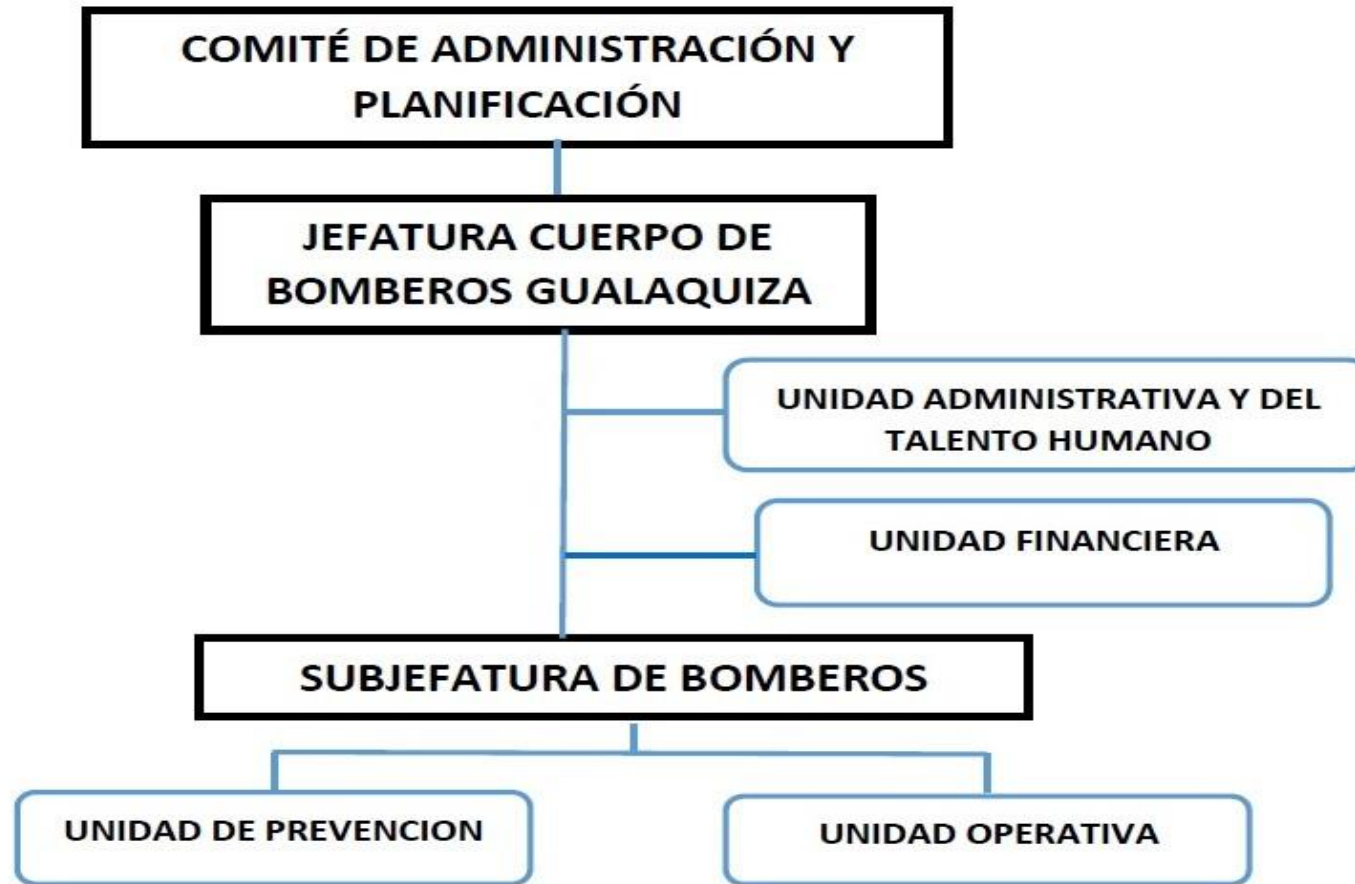 COMITÉ DE ADMINISTRACIÓN Y
PLANIFICACIÓN
JEFATURA CUERPO DE
BOMBEROS GUALAQUIZA
UNIDAD ADMINISTRATIVA Y DEL
TALENTO HUMANO
UNIDAD FINANCIERA
SUBJEFATURA DE BOMBEROS
UNIDAD DE PREVENCION
UNIDAD OPERATIVA